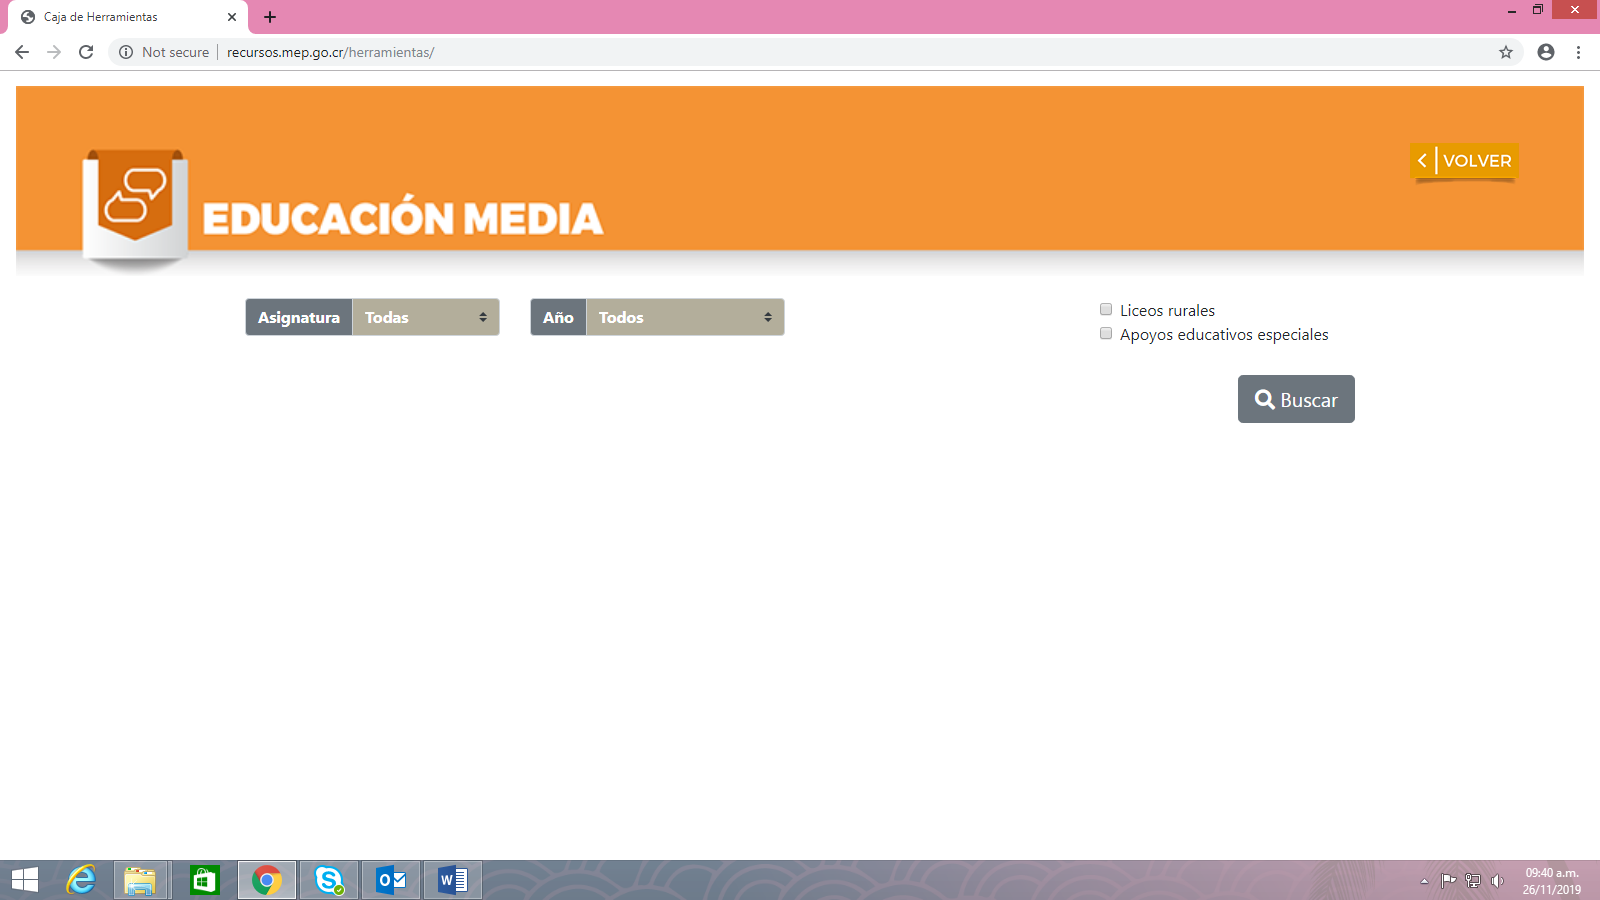 Caja de Herramientas
Not secure
recursos.mep.go.cr/herramientas/
VOLVER
EDUCACIÓN MEDIA
Asignatura Todas
Año Todos
Liceos rurales
Apoyos educativos especiales
Buscar
09:40 a.m.
26/11/2019